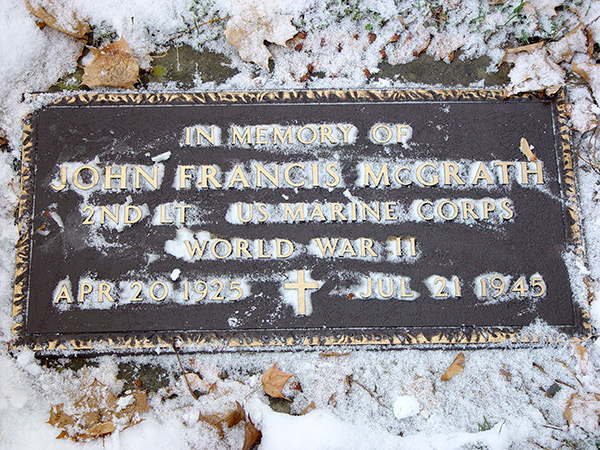 IN MEMORY OF
JOHN FRANCIS MCGRATH
2ND LT US MARINE CORPS
WORLD WAR II
APR 20 1925 JUL 21 1945